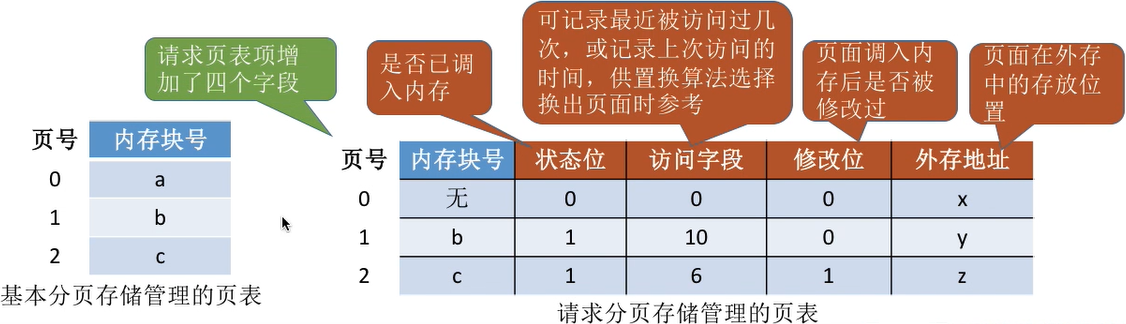 请求页表项增
加了四个字段
是否已调
入内存
可记录最近被访问过几
次，或记录上次访问的
时间，供置换算法选择
换出页面时参考
页面调入内
存后是否被
修改过
页面在外存
中的存放位
置
页号 内存块号
0 a
1 b
2 c
基本分页存储管理的页表
页号 内存块号 状态位 访问字段 修改位 外存地址
0 无 0 0 0 x
1 b 1 10 0 y
2 c 1 6 1 z
请求分页存储管理的页表